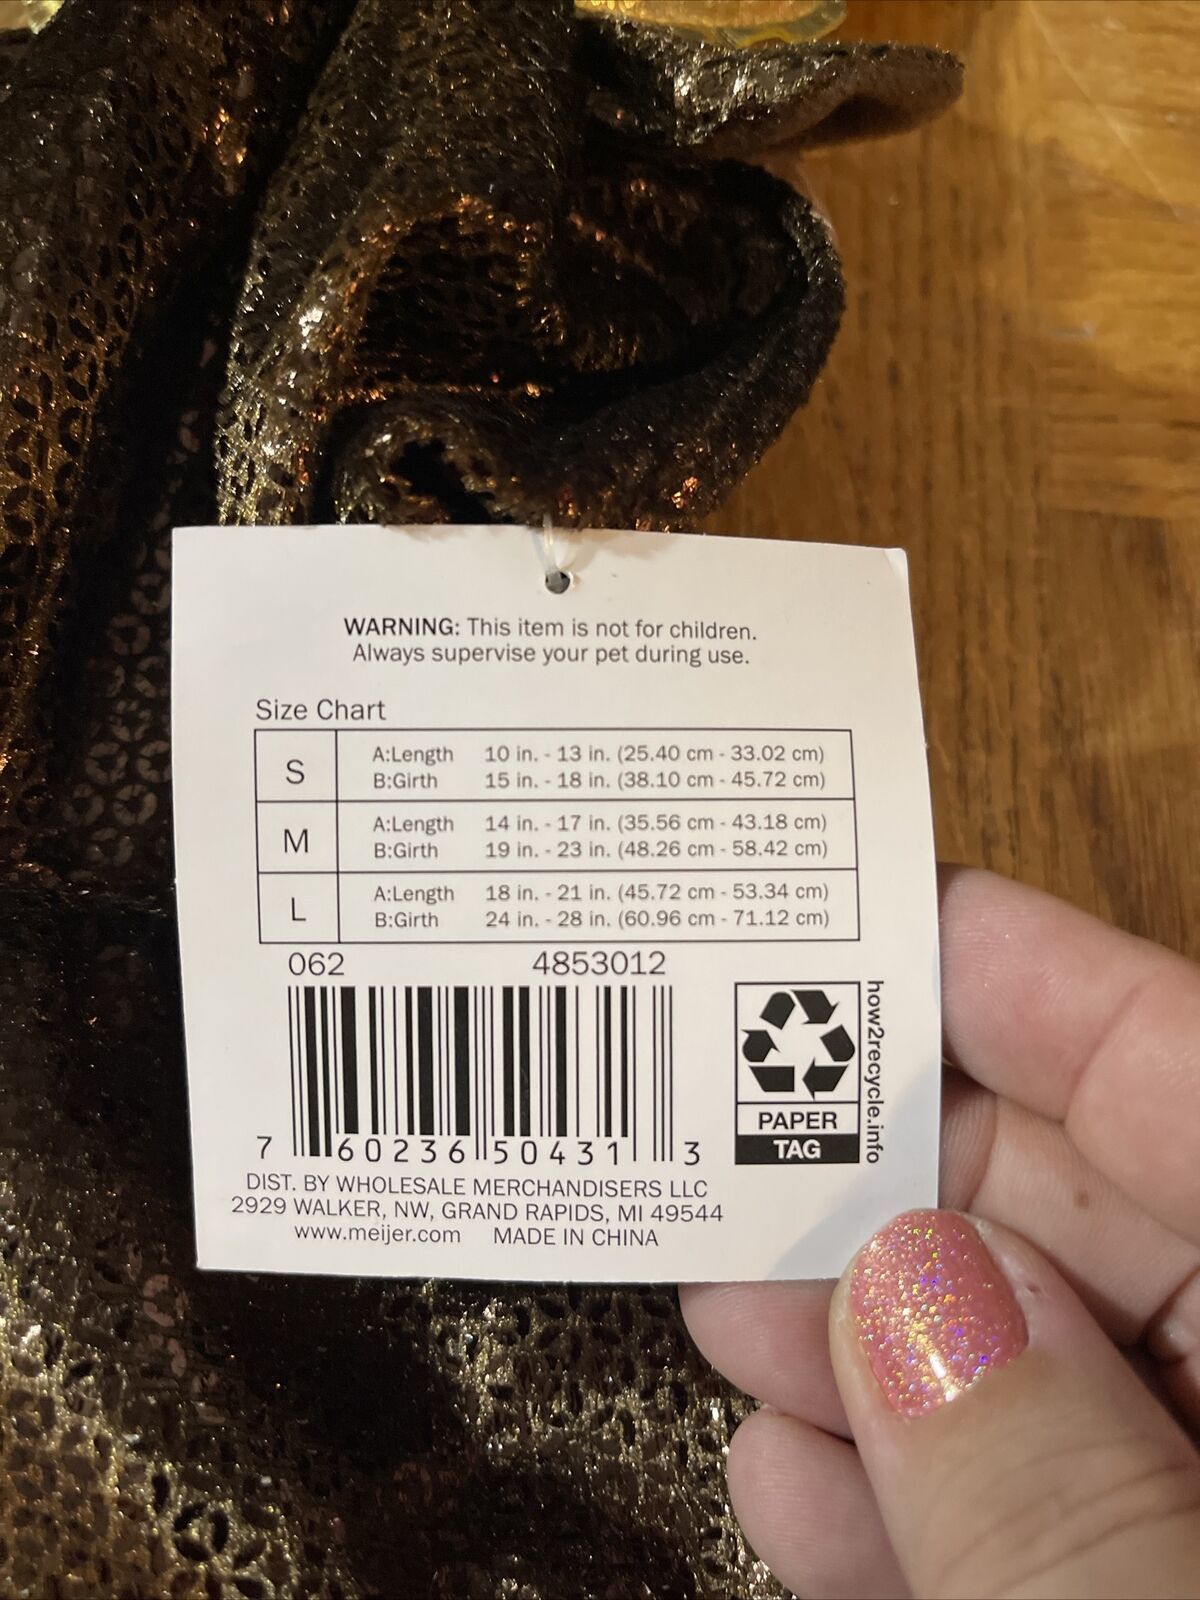 WARNING: This item is not for children.
Always supervise your pet during use.
Size Chart
S
A:Length 10 in. - 13 in. (25.40 cm - 33.02 cm)
B:Girth 15 in. - 18 in. (38.10 cm - 45.72 cm)
M
A:Length 14 in. - 17 in. (35.56 cm - 43.18 cm)
B:Girth 19 in. - 23 in. (48.26 cm - 58.42 cm)
L
A:Length 18 in. - 21 in. (45.72 cm - 53.34 cm)
B:Girth 24 in. - 28 in. (60.96 cm - 71.12 cm)
062 4853012
7 60236 50431 3
PAPER
TAG
how2recycle.info
DIST. BY WHOLESALE MERCHANDISERS LLC
2929 WALKER, NW, GRAND RAPIDS, MI 49544
www.meijer.com MADE IN CHINA